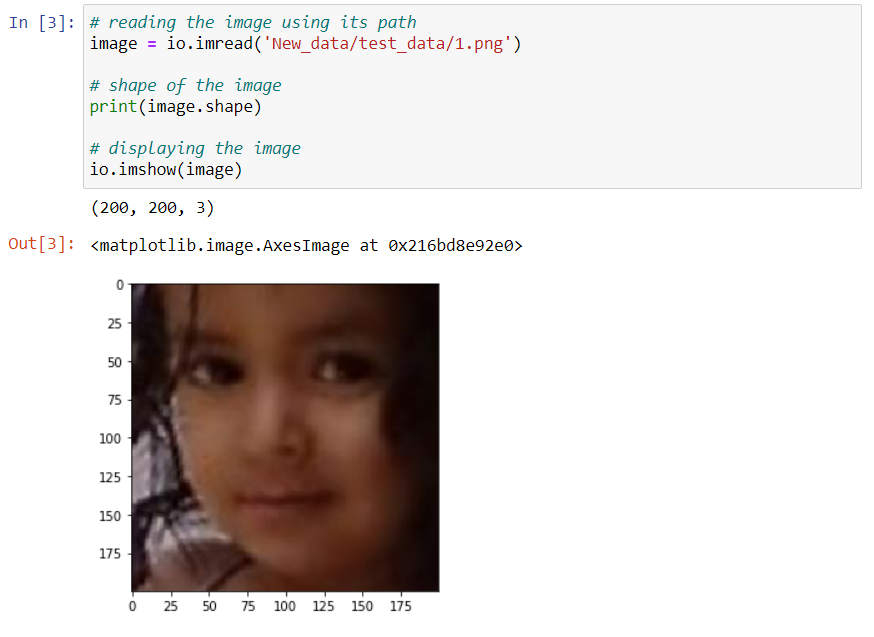 In [3]: # reading the image using its path
image = io.imread('New_data/test_data/1.png')
# shape of the image
print(image.shape)
# displaying the image
io.imshow(image)
(200, 200, 3)
Out[3]: <matplotlib.image.AxesImage at 0x216bd8e92e0>
0
25
50
75
100
125
150
175
0 25 50 75 100 125 150 175